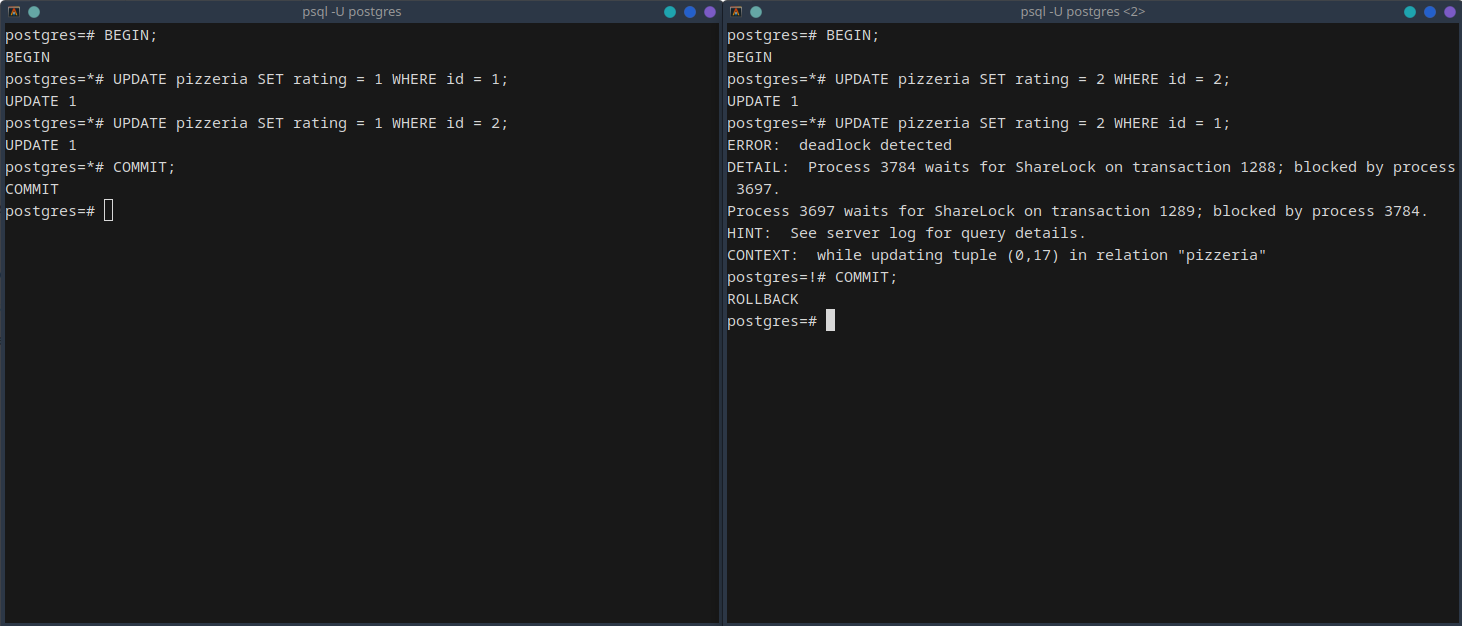 psql -U postgres
postgres=# BEGIN;
BEGIN
postgres=*# UPDATE pizzeria SET rating = 1 WHERE id = 1;
UPDATE 1
postgres=*# UPDATE pizzeria SET rating = 1 WHERE id = 2;
UPDATE 1
postgres=*# COMMIT;
COMMIT
postgres=#
psql -U postgres <2>
postgres=# BEGIN;
BEGIN
postgres=*# UPDATE pizzeria SET rating = 2 WHERE id = 2;
UPDATE 1
postgres=*# UPDATE pizzeria SET rating = 2 WHERE id = 1;
ERROR:  deadlock detected
DETAIL:  Process 3784 waits for ShareLock on transaction 1288; blocked by process
 3697.
Process 3697 waits for ShareLock on transaction 1289; blocked by process 3784.
HINT:  See server log for query details.
CONTEXT:  while updating tuple (0,17) in relation "pizzeria"
postgres=!# COMMIT;
ROLLBACK
postgres=#